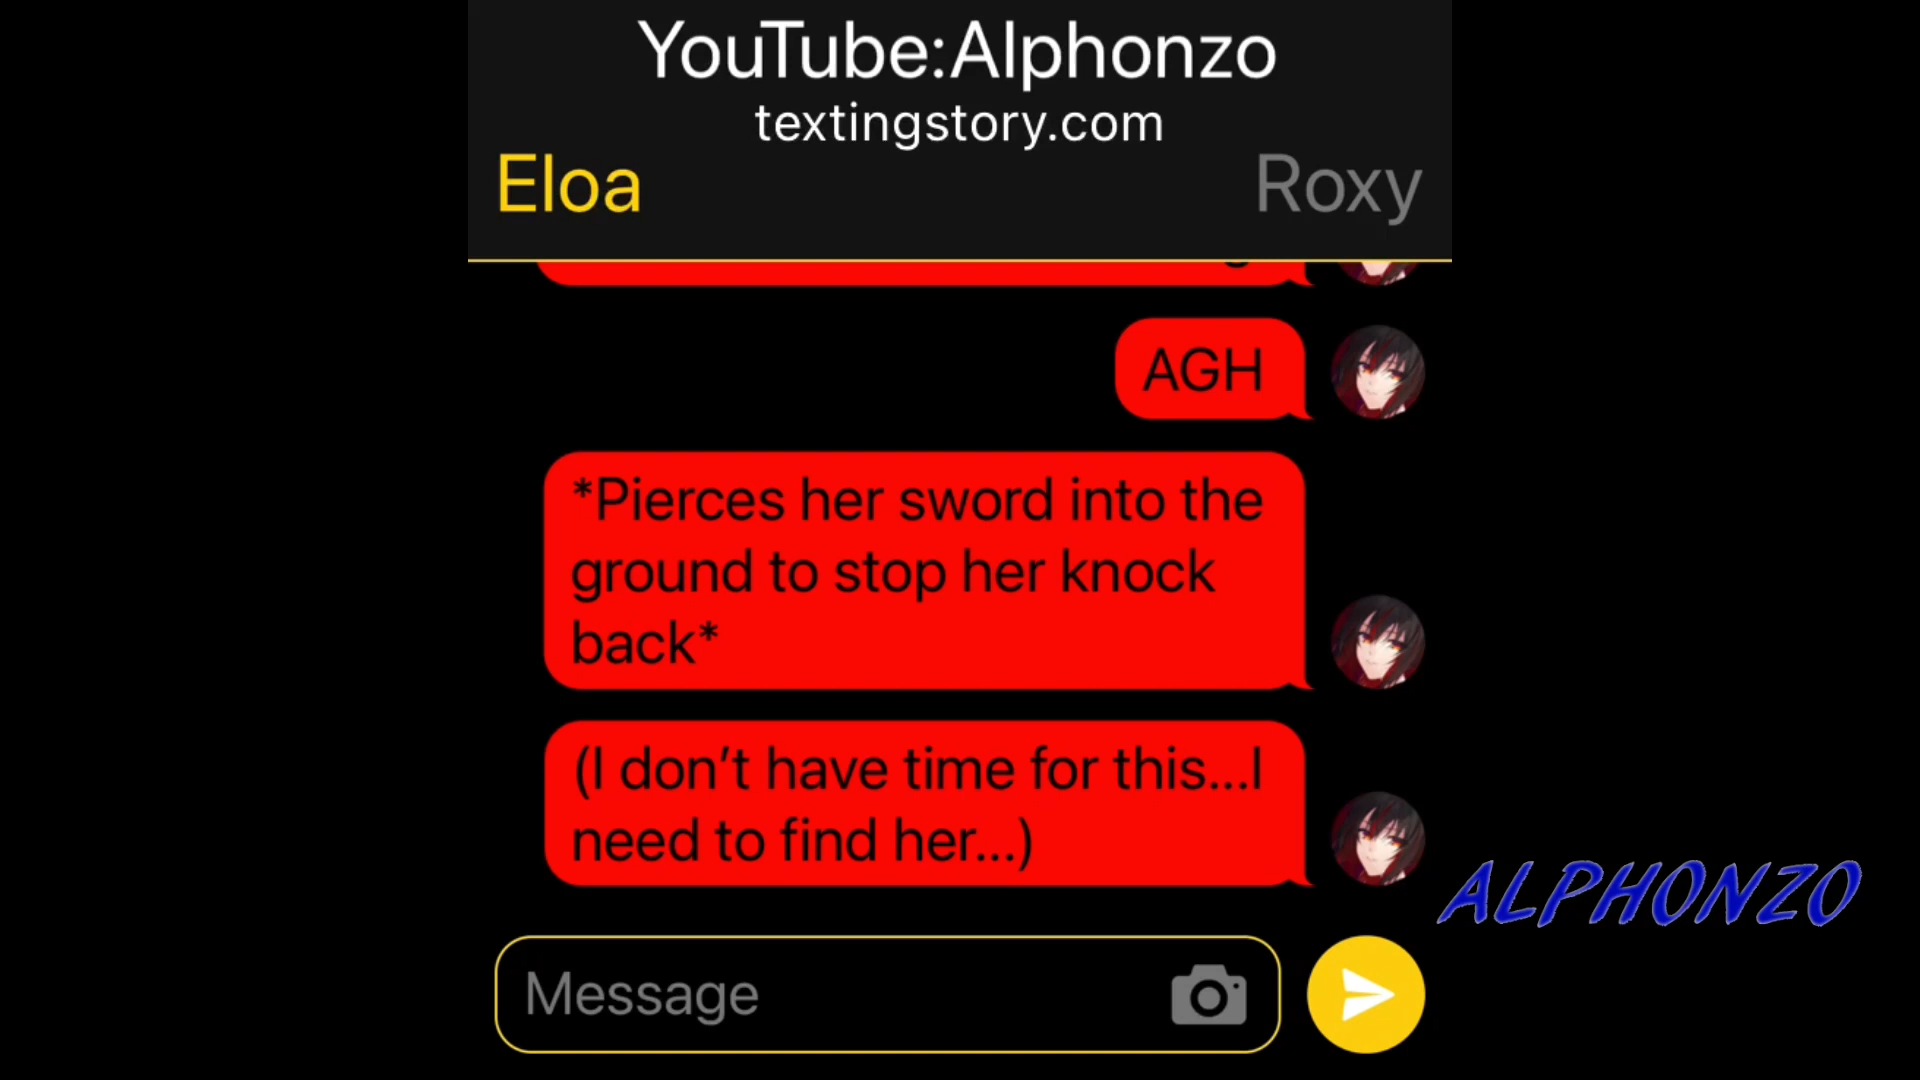 YouTube:Alphonzo
textingstory.com
Eloa
Roxy
AGH
*Pierces her sword into the
ground to stop her knock
back*
(I don’t have time for this...I
need to find her...)
ALPHONZO
Message